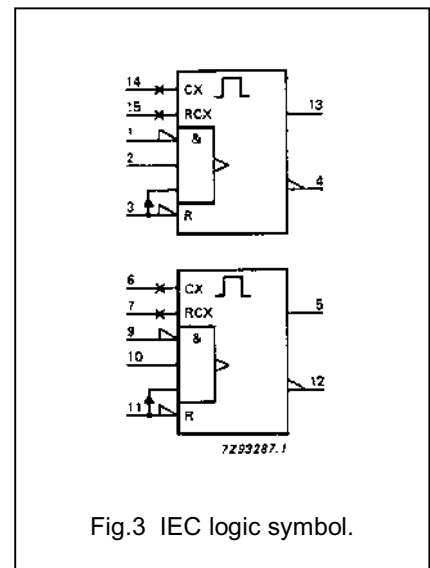 14 CX 13
15 RCX
1 &
2
4
3 R
6 CX 5
7 RCX
9 &
10
12
11 R
7Z93287.1
Fig.3 IEC logic symbol.